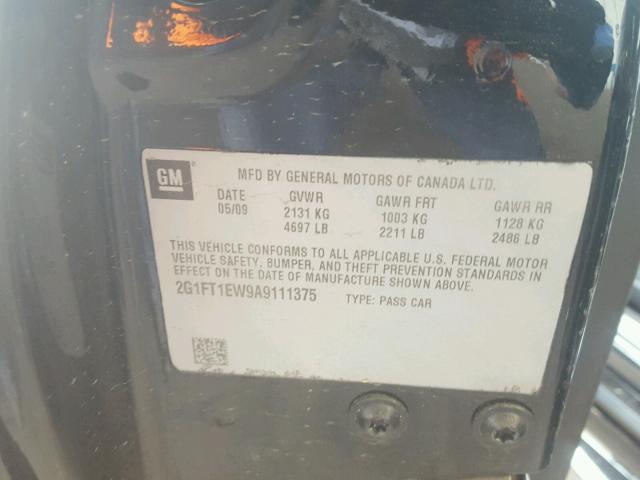 GM
MFD BY GENERAL MOTORS OF CANADA LTD.
DATE GVWR GAWR FRT GAWR RR
05/09 2131 KG 1003 KG 1128 KG
4697 LB 2211 LB 2486 LB
THIS VEHICLE CONFORMS TO ALL APPLICABLE U.S. FEDERAL MOTOR
VEHICLE SAFETY, BUMPER, AND THEFT PREVENTION STANDARDS IN
EFFECT ON THE DATE OF MANUFACTURE SHOWN ABOVE.
2G1FT1EW9A9111375 TYPE: PASS CAR